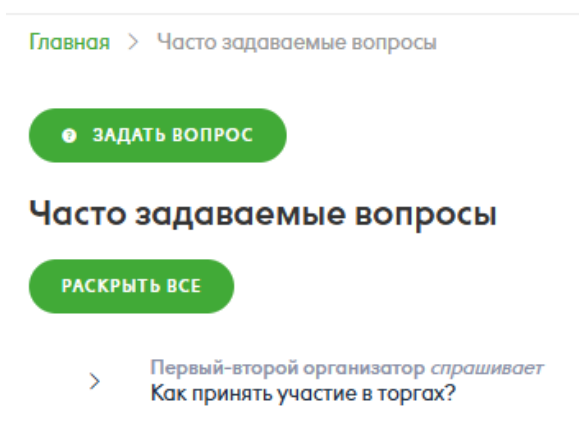 Главная > Часто задаваемые вопросы
ЗАДАТЬ ВОПРОС
Часто задаваемые вопросы
РАСКРЫТЬ ВСЕ
Первый-второй организатор спрашивает
Как принять участие в торгах?